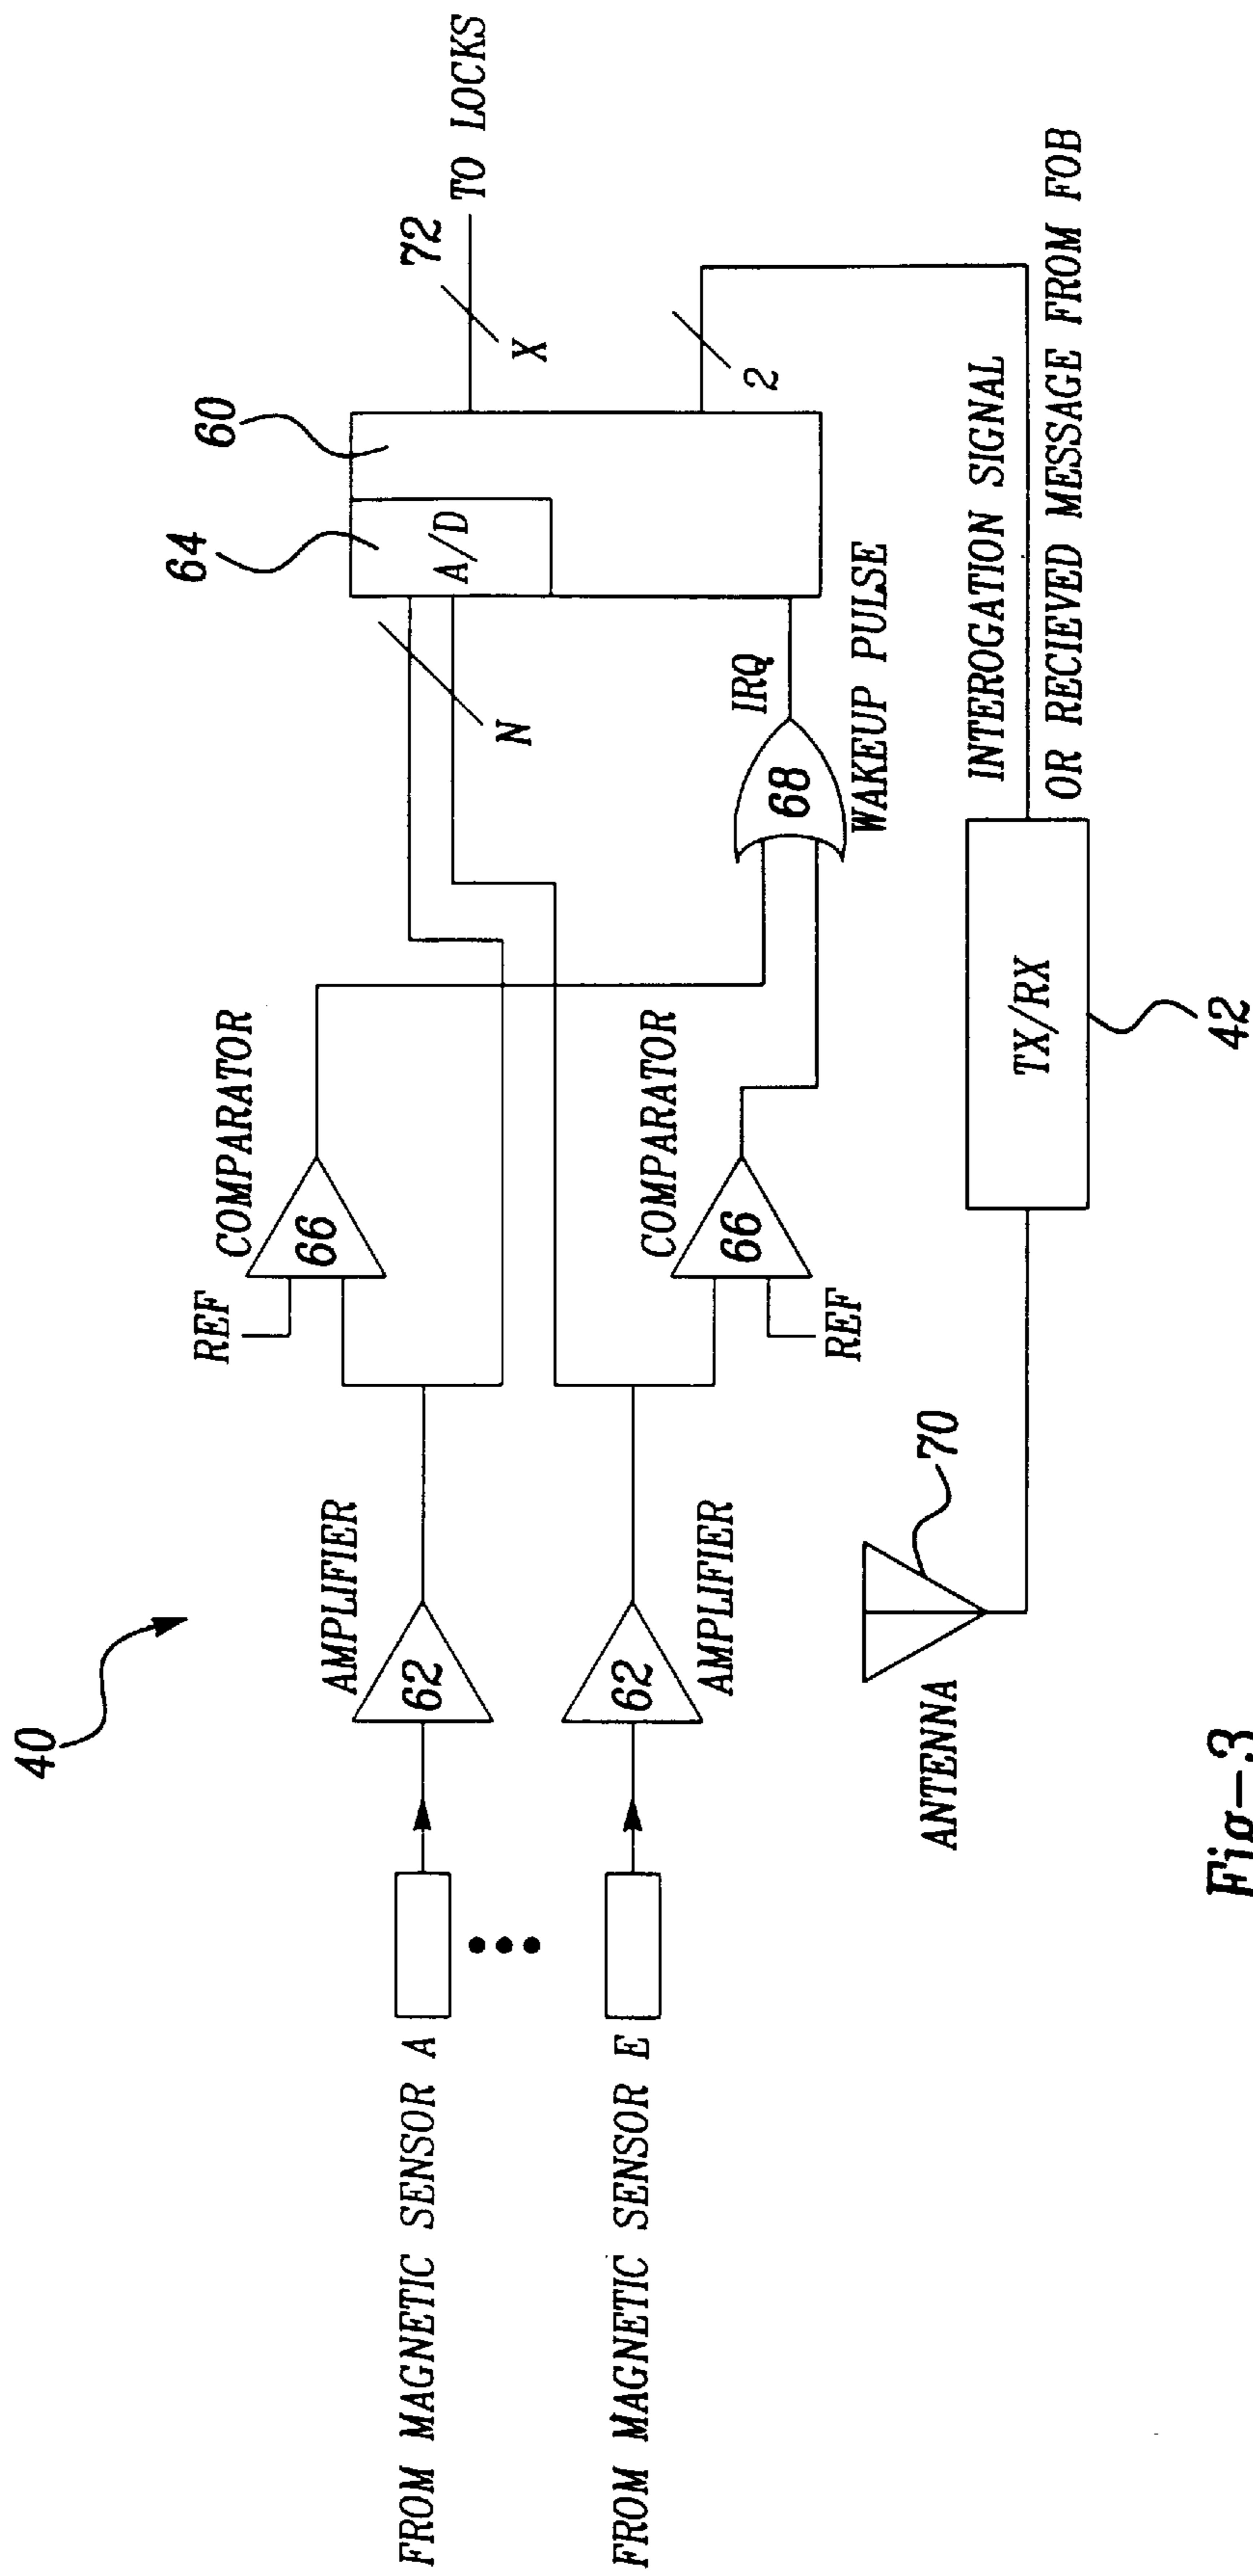 40
FROM MAGNETIC SENSOR A
62
AMPLIFIER
REF
66
COMPARATOR
FROM MAGNETIC SENSOR E
62
AMPLIFIER
REF
66
COMPARATOR
N
64
A/D
60
72
X
TO LOCKS
2
68
IRQ
WAKEUP PULSE
ANTENNA
70
TX/RX
42
INTEROGATION SIGNAL
OR RECIEVED MESSAGE FROM FOB
Fig-3